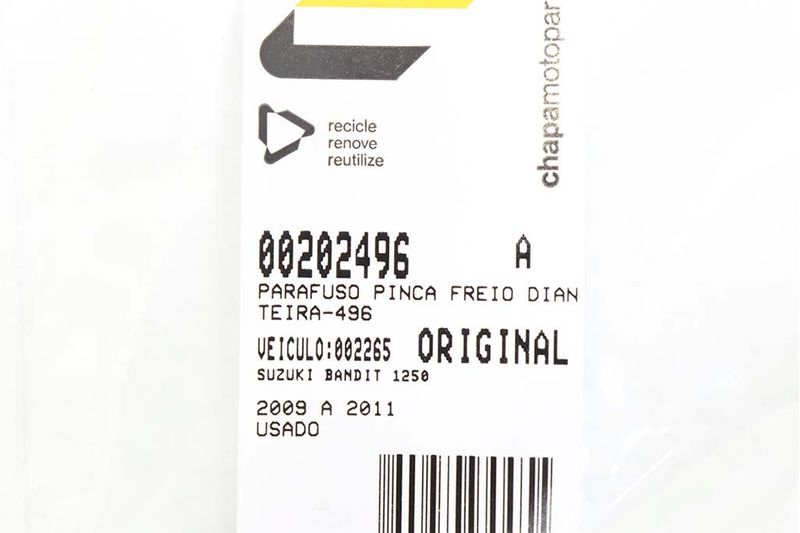 chapamotopar
recicle
renove
reutilize
00202496 A
PARAFUSO PINCA FREIO DIAN
TEIRA-496
VEICULO:002265 ORIGINAL
SUZUKI BANDIT 1250
2009 A 2011
USADO